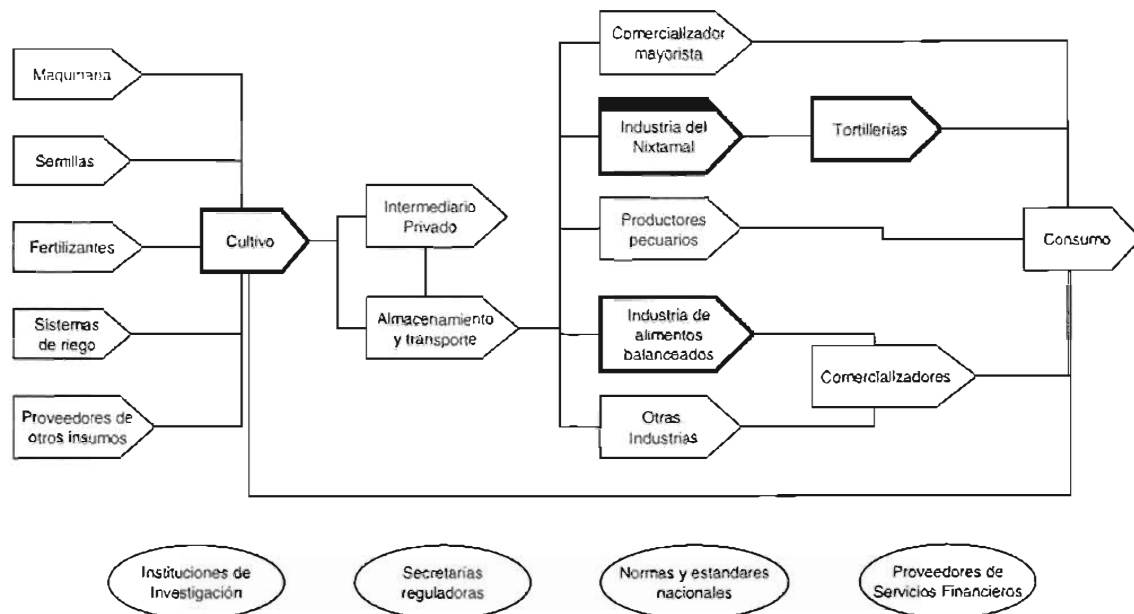 Maquinaria
Semillas
Fertilizantes
Sistemas
de riego
Proveedores de
otros insumos
Cultivo
Intermediario
Privado
Almacenamiento
y transporte
Comercializador
mayorista
Industria del
Nixtamal
Tortillerías
Productores
pecuarios
Industria de
alimentos
balanceados
Comercializadores
Otras
Industrias
Consumo
Instituciones de
Investigación
Secretarías
reguladoras
Normas y estandares
nacionales
Proveedores de
Servicios Financieros